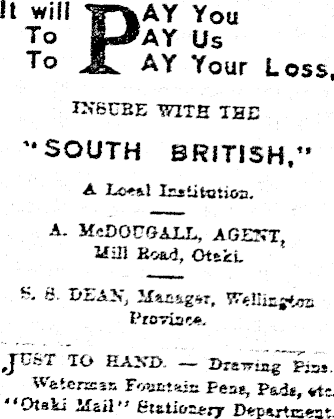 It will PAY You
To PAY Us
To PAY Your Loss,
INSURE WITH THE
"SOUTH BRITISH,"
A Local Institution.
A. McDOUGALL, AGENT,
Mill Road, Otaki.
S. S. DEAN, Manager, Wellington
Province.
JUST TO HAND. — Drawing Pins.
Waterman Fountain Pens, Pads, etc.
"Otaki Mail" Stationery Department.